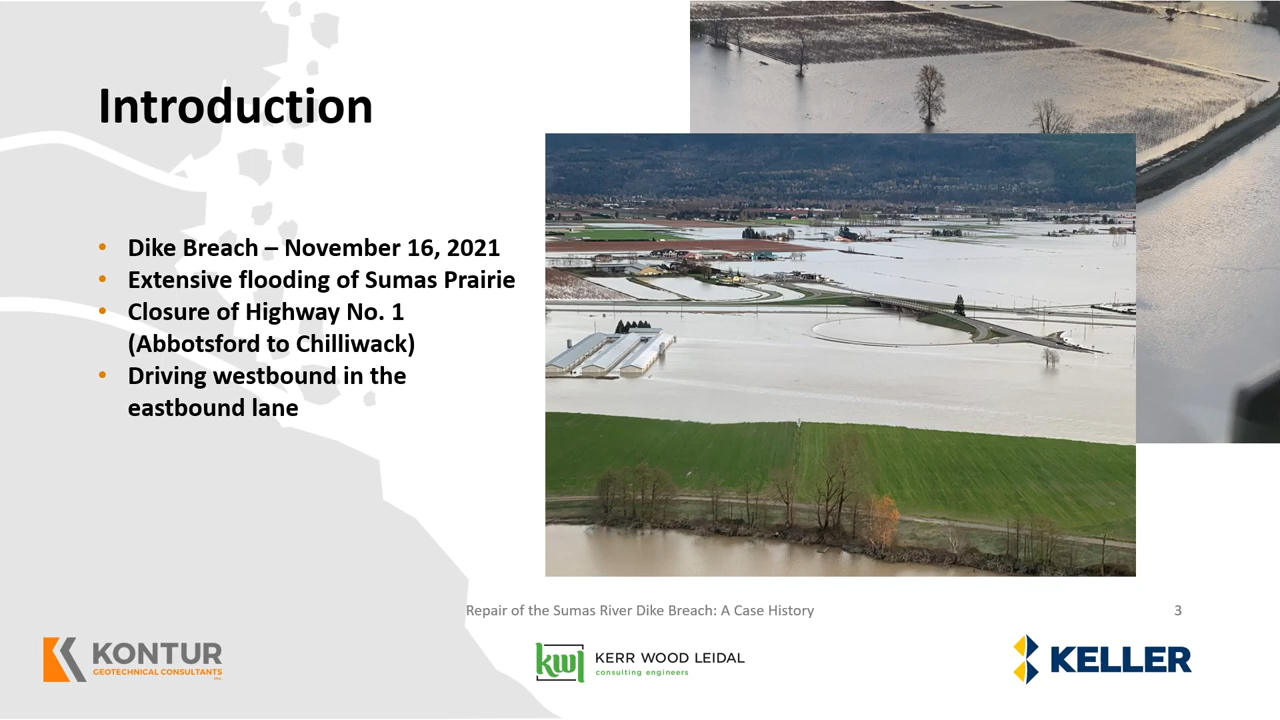 Introduction
• Dike Breach – November 16, 2021
• Extensive flooding of Sumas Prairie
• Closure of Highway No. 1
(Abbotsford to Chilliwack)
• Driving westbound in the
eastbound lane
Repair of the Sumas River Dike Breach: A Case History
3
KONTUR
GEOTECHNICAL CONSULTANTS
INC.
kwl
KERR WOOD LEIDAL
consulting engineers
KELLER